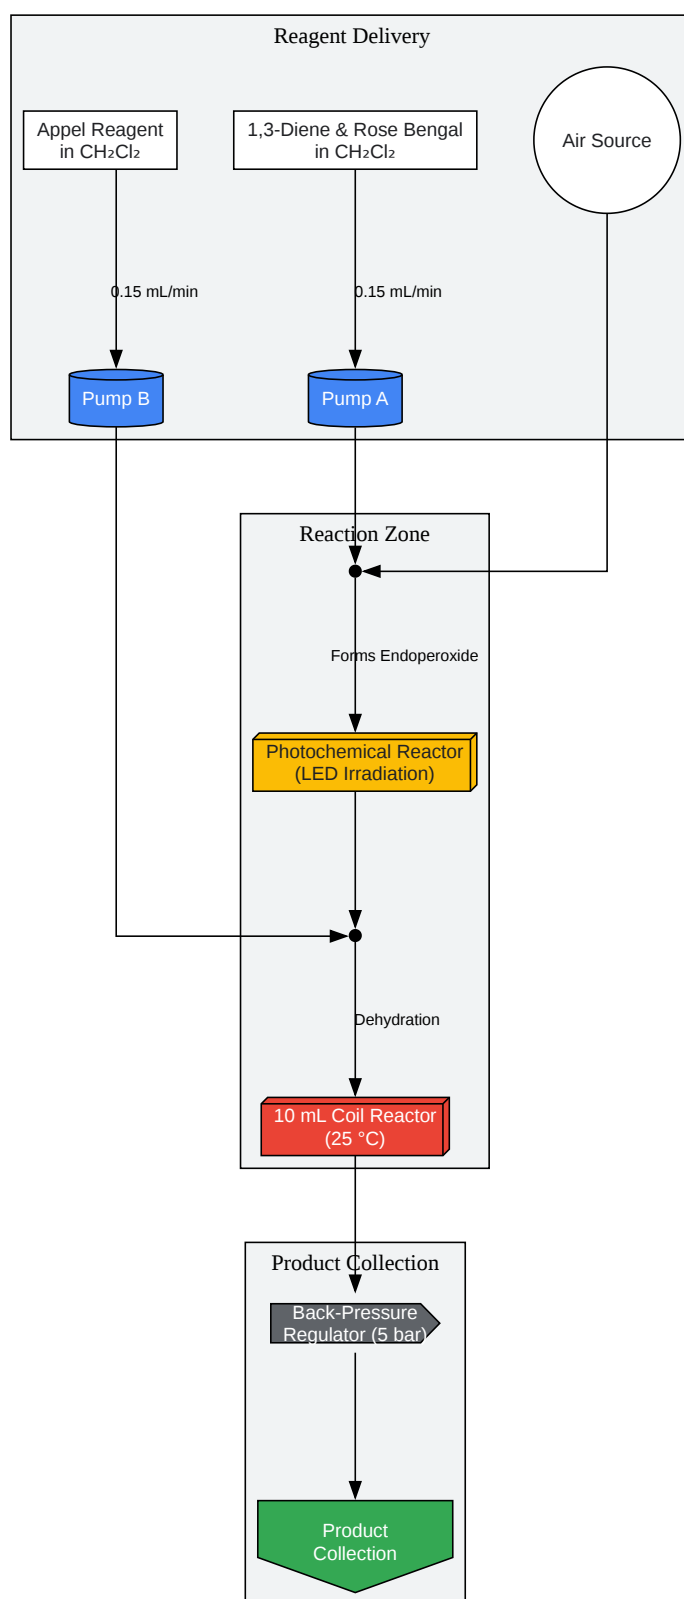 Reagent Delivery
Appel Reagent
in CH₂Cl₂
1,3-Diene & Rose Bengal
in CH₂Cl₂
Air Source
0.15 mL/min
0.15 mL/min
Pump B
Pump A
Reaction Zone
Forms Endoperoxide
Photochemical Reactor
(LED Irradiation)
Dehydration
10 mL Coil Reactor
(25 °C)
Product Collection
Back-Pressure
Regulator (5 bar)
Product
Collection